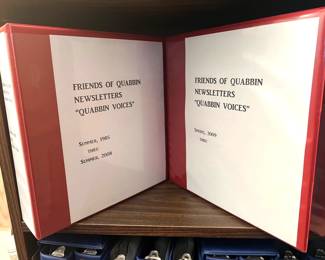 FRIENDS OF QUABBIN
NEWSLETTERS
"QUABBIN VOICES"
SUMMER, 1985
THRU
SUMMER, 2008
FRIENDS OF QUABBIN
NEWSLETTERS
"QUABBIN VOICES"
SPRING, 2009
THRU